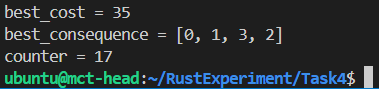 best_cost = 35
best_consequence = [0, 1, 3, 2]
counter = 17
ubuntu@mct-head:~/RustExperiment/Task4$